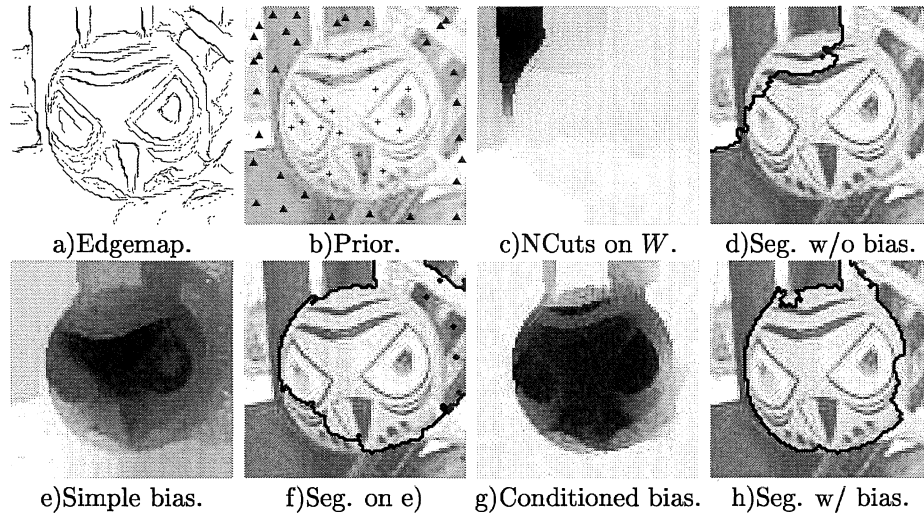 a)Edgemap.
b)Prior.
c)NCuts on W.
d)Seg. w/o bias.
e)Simple bias.
f)Seg. on e)
g)Conditioned bias.
h)Seg. w/ bias.